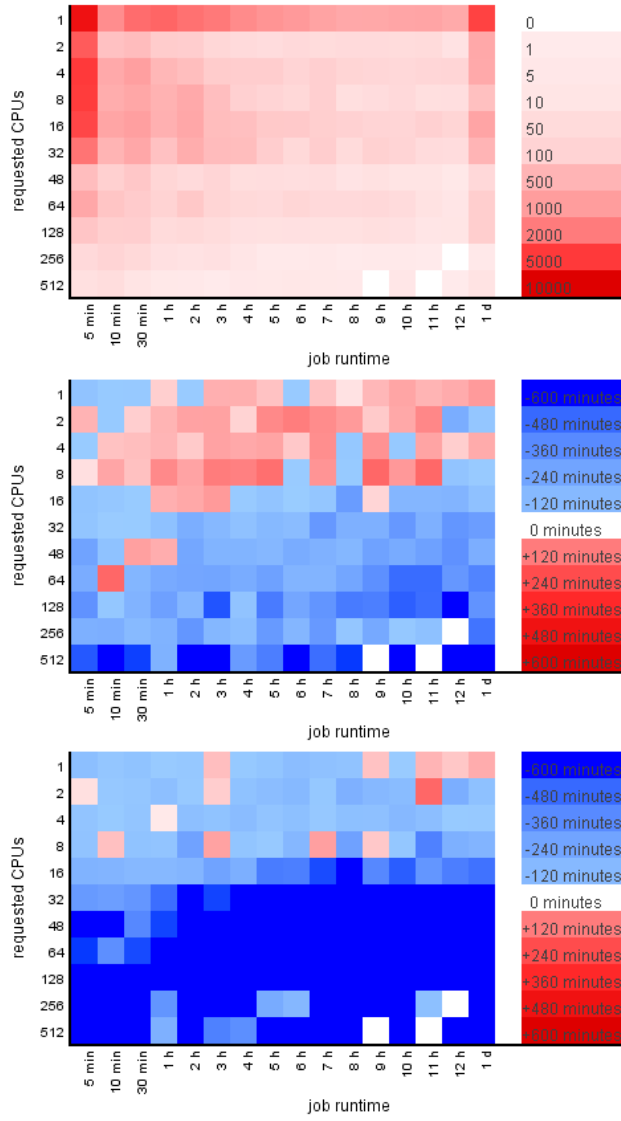 1 0
2 1
4 5
8 10
16 50
32 100
48 500
64 1000
128 2000
256 5000
512 10000
requested CPUs
5 min 10 min 30 min 1 h 2 h 3 h 4 h 5 h 6 h 7 h 8 h 9 h 10 h 11 h 12 h 1 d
job runtime
1 -600 minutes
2 -480 minutes
4 -360 minutes
8 -240 minutes
16 -120 minutes
32 0 minutes
48 +120 minutes
64 +240 minutes
128 +360 minutes
256 +480 minutes
512 +600 minutes
requested CPUs
5 min 10 min 30 min 1 h 2 h 3 h 4 h 5 h 6 h 7 h 8 h 9 h 10 h 11 h 12 h 1 d
job runtime
1 -600 minutes
2 -480 minutes
4 -360 minutes
8 -240 minutes
16 -120 minutes
32 0 minutes
48 +120 minutes
64 +240 minutes
128 +360 minutes
256 +480 minutes
512 +600 minutes
requested CPUs
5 min 10 min 30 min 1 h 2 h 3 h 4 h 5 h 6 h 7 h 8 h 9 h 10 h 11 h 12 h 1 d
job runtime